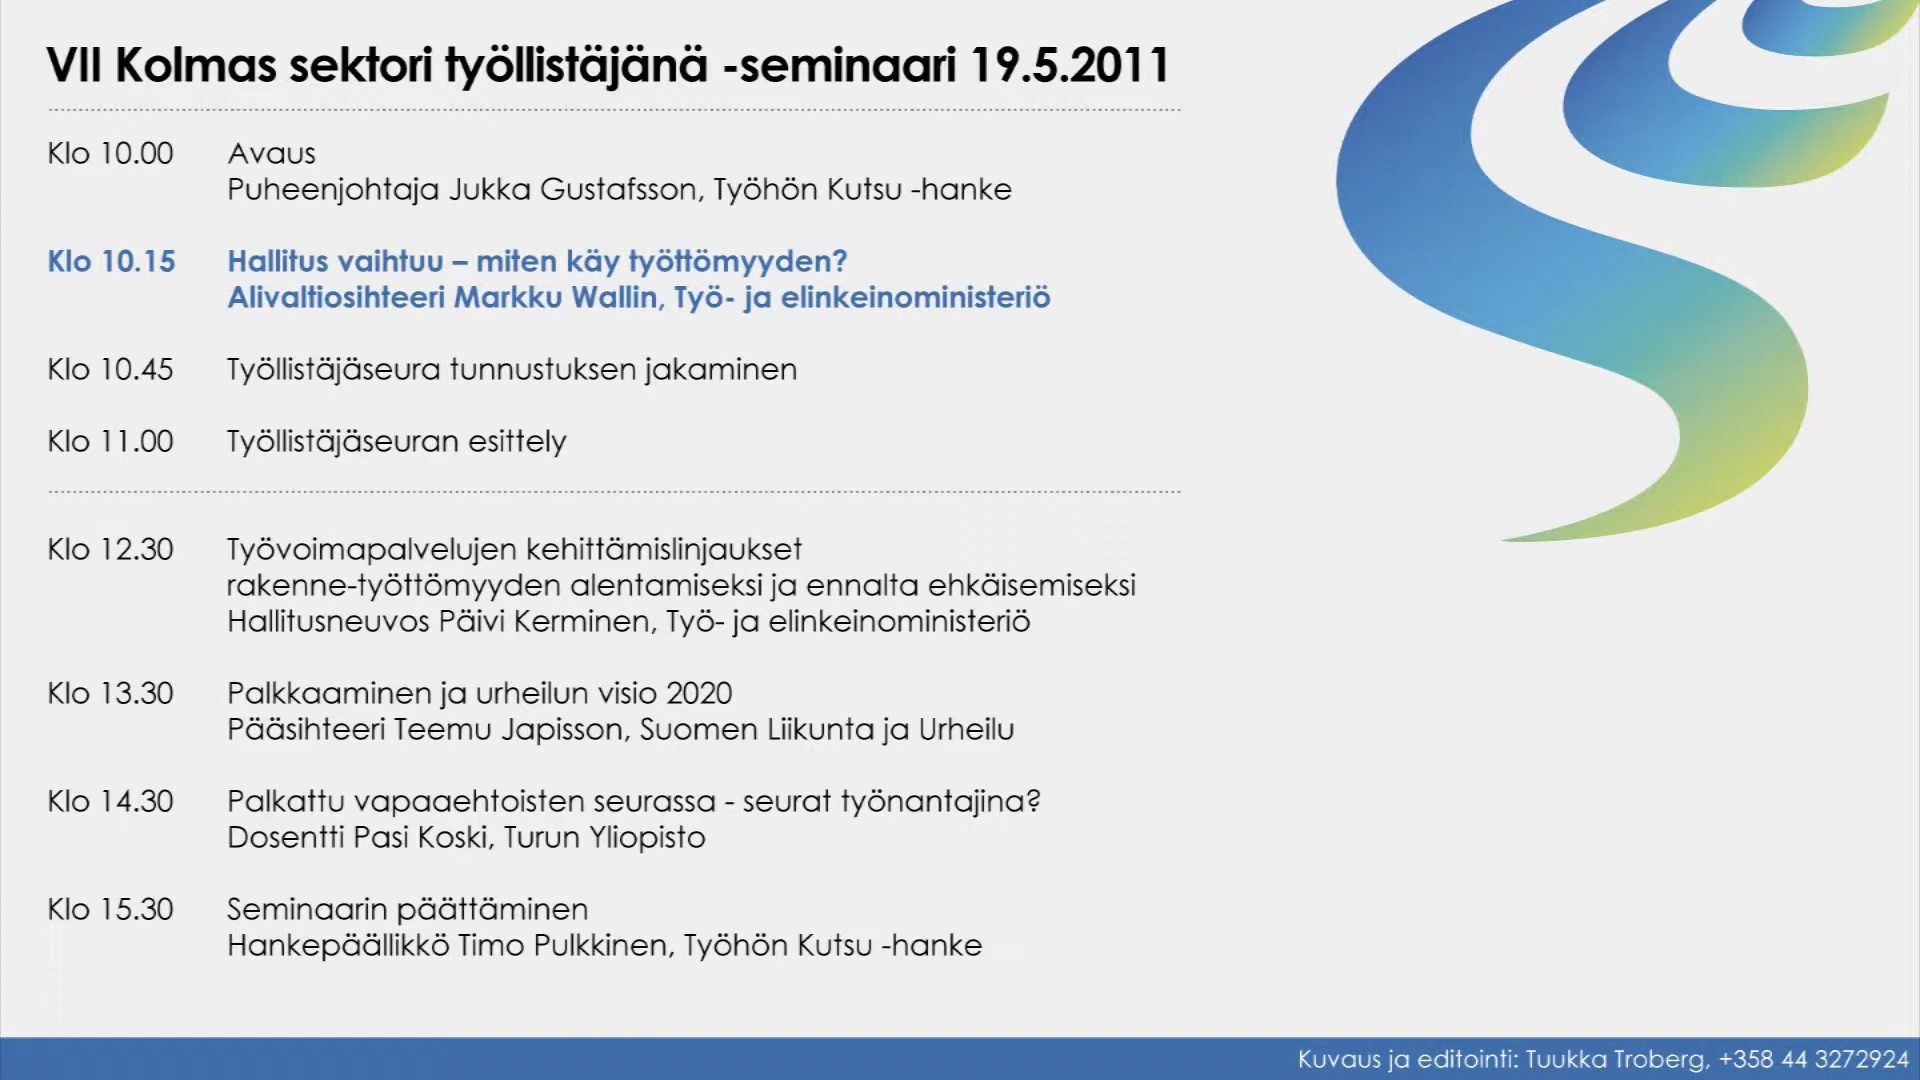 VII Kolmas sektori työllistäjänä -seminaari 19.5.2011
Klo 10.00 Avaus
Puheenjohtaja Jukka Gustafsson, Työhön Kutsu -hanke
Klo 10.15 Hallitus vaihtuu – miten käy työttömyyden?
Alivaltiosihteeri Markku Wallin, Työ- ja elinkeinoministeriö
Klo 10.45 Työllistäjäseura tunnustuksen jakaminen
Klo 11.00 Työllistäjäseuran esittely
Klo 12.30 Työvoimapalvelujen kehittämislinjaukset
rakenne-työttömyyden alentamiseksi ja ennalta ehkäisemiseksi
Hallitusneuvos Päivi Kerminen, Työ- ja elinkeinoministeriö
Klo 13.30 Palkkaaminen ja urheilun visio 2020
Pääsihteeri Teemu Japisson, Suomen Liikunta ja Urheilu
Klo 14.30 Palkattu vapaaehtoisten seurassa - seurat työnantajina?
Dosentti Pasi Koski, Turun Yliopisto
Klo 15.30 Seminaarin päättäminen
Hankepäällikkö Timo Pulkkinen, Työhön Kutsu -hanke
Kuvaus ja editointi: Tuukka Troberg, +358 44 3272924